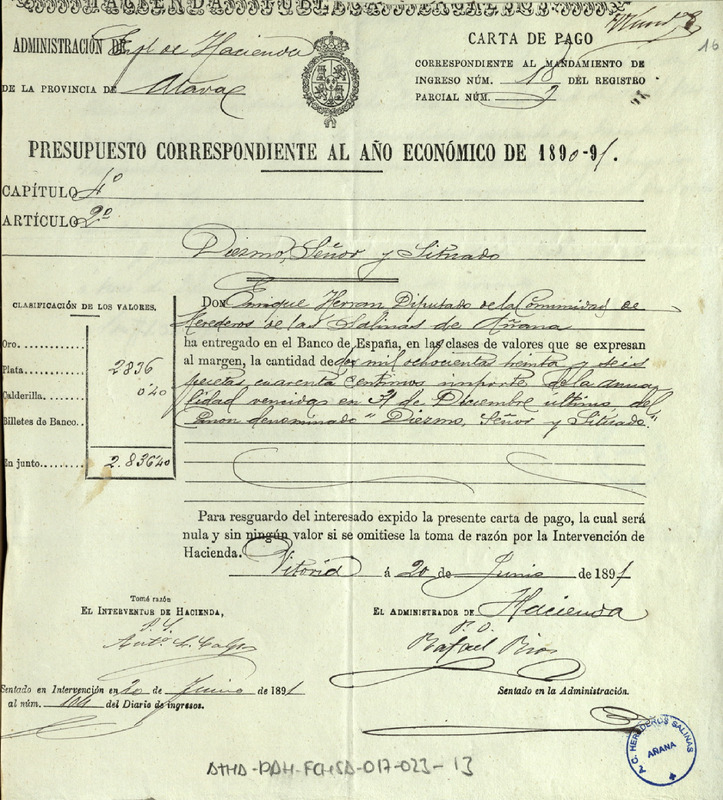 16
ADMINISTRACIÓN DE Hacienda
DE LA PROVINCIA DE Alava
CARTA DE PAGO
CORRESPONDIENTE AL MANDAMIENTO DE
INGRESO NÚM. 18 DEL REGISTRO
PARCIAL NÚM. 2
PRESUPUESTO CORRESPONDIENTE AL AÑO ECONÓMICO DE 1890-91.
CAPÍTULO 4º
ARTÍCULO 2º
Diezmo, Señor y Situado
CLASIFICACIÓN DE LOS VALORES.
Oro
Plata 2836
Calderilla 0'40
Billetes de Banco
En junto 2.836'40
Don Enrique Herran Diputado de la Comunidad de
Herederos de las Salinas de Añana
ha entregado en el Banco de España, en las clases de valores que se expresan
al margen, la cantidad de dos mil ochocientas treinta y seis
pesetas cuarenta centimos importe de la anua
lidad vencida en 31 de Diciembre último del
Canon denominado "Diezmo, Señor y Situado."
Para resguardo del interesado expido la presente carta de pago, la cual será
nula y sin ningún valor si se omitiese la toma de razón por la Intervención de
Hacienda.
Vitoria á 20 de Junio de 1891
Tomé razón
EL INTERVENTOR DE HACIENDA,
EL ADMINISTRADOR DE Hacienda
P. O.
Rafael Rios
Sentado en Intervención en 20 de Junio de 1891
al núm. del Diario de ingresos.
Sentado en la Administración.
C. HEREDEROS SALINAS
AÑANA
ATHA-DAH-FCHSA-017-023-13